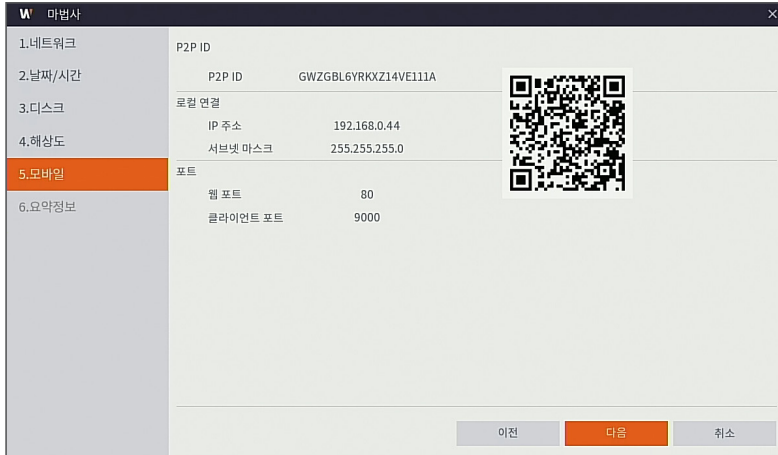 W 마법사
1.네트워크
2.날짜/시간
3.디스크
4.해상도
5.모바일
6.요약정보
P2P ID
P2P ID GWZGBL6YRKXZ14VE111A
로컬 연결
IP 주소 192.168.0.44
서브넷 마스크 255.255.255.0
포트
웹 포트 80
클라이언트 포트 9000
이전 다음 취소